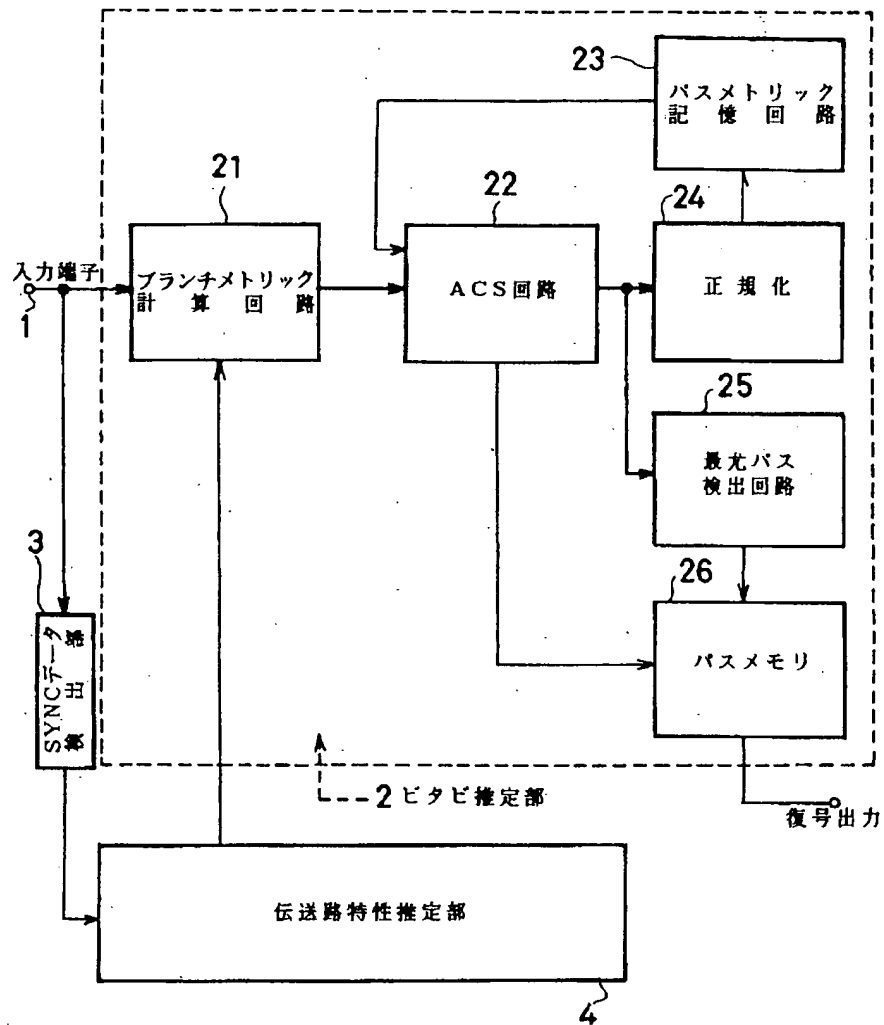 23
パスメトリック
記憶回路
21
22
24
入力端子
1
ブランチメトリック
計算回路
ACS回路
正規化
25
最尤パス
検出回路
3
SYNCデータ
検出部
26
パスメモリ
2 ビタビ推定部
復号出力
伝送路特性推定部
4